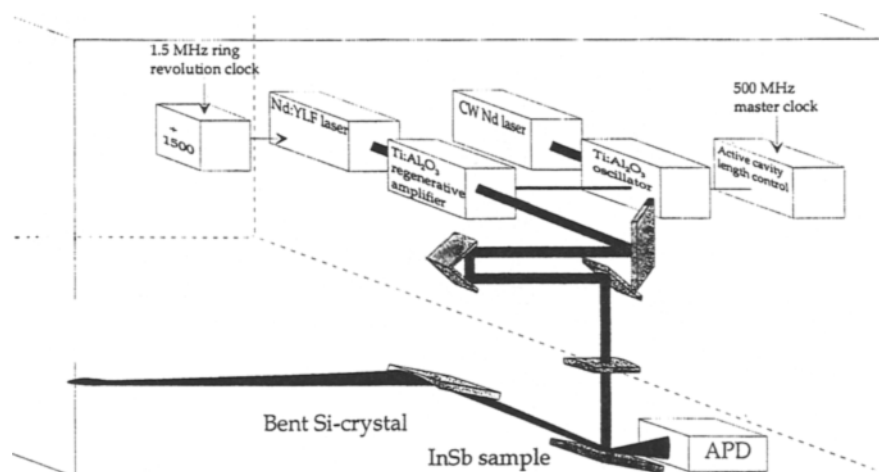 1.5 MHz ring
revolution clock
÷
1500
Nd:YLF laser
CW Nd laser
500 MHz
master clock
Ti:Al₂O₃
regenerative
amplifier
Ti:Al₂O₃
oscillator
Active cavity
length control
Bent Si-crystal
InSb sample
APD